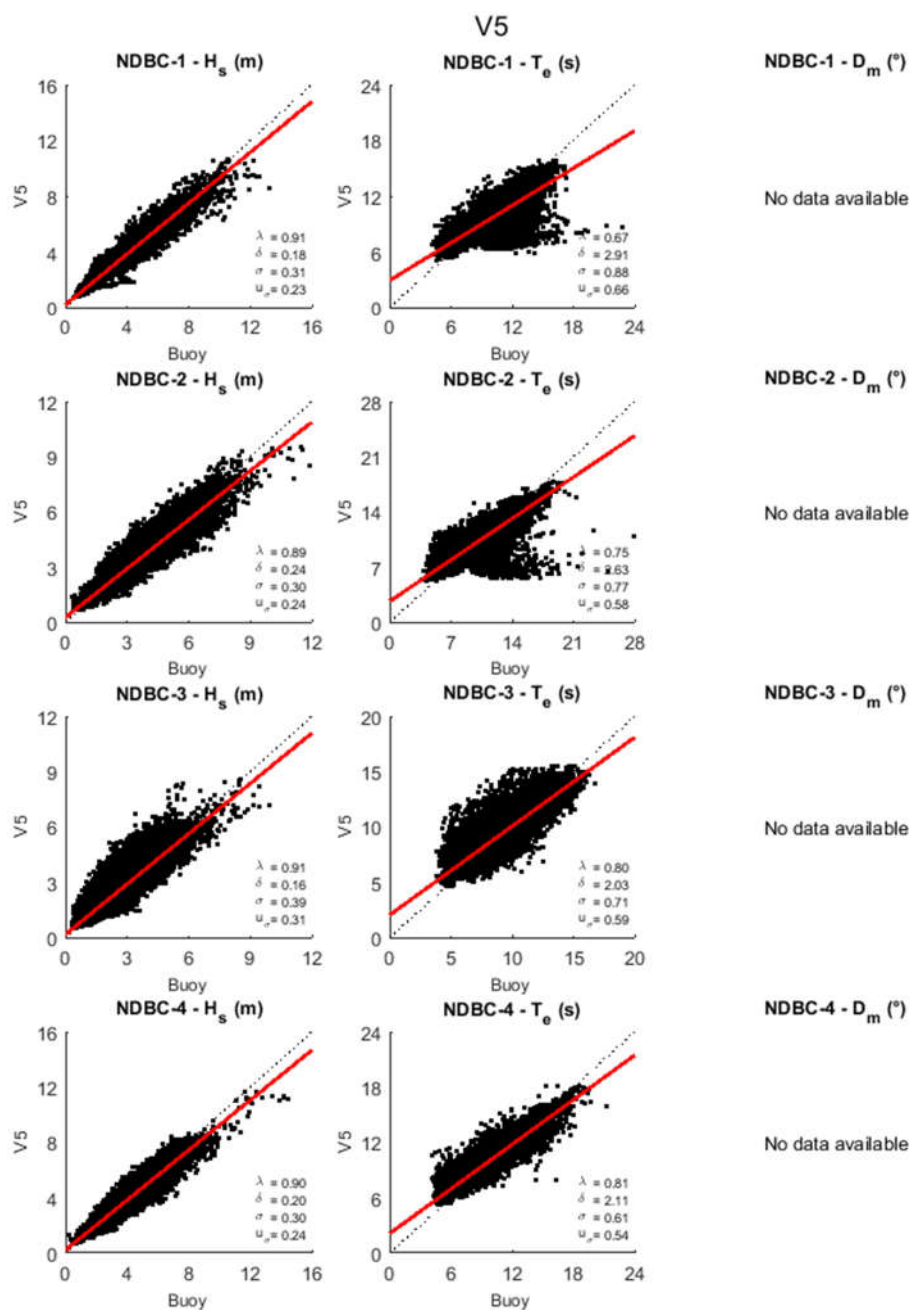 V5
NDBC-1 - H_s (m)
NDBC-1 - T_e (s)
NDBC-1 - D_m (°)
16
12
8
4
0
V5
λ = 0.91
δ = 0.18
σ = 0.31
u_σ = 0.23
0 4 8 12 16
Buoy
24
18
12
6
0
V5
λ = 0.67
δ = 2.91
σ = 0.88
u_σ = 0.66
0 6 12 18 24
Buoy
No data available
NDBC-2 - H_s (m)
NDBC-2 - T_e (s)
NDBC-2 - D_m (°)
12
9
6
3
0
V5
λ = 0.89
δ = 0.24
σ = 0.30
u_σ = 0.24
0 3 6 9 12
Buoy
28
21
14
7
0
V5
λ = 0.75
δ = 2.63
σ = 0.77
u_σ = 0.58
0 7 14 21 28
Buoy
No data available
NDBC-3 - H_s (m)
NDBC-3 - T_e (s)
NDBC-3 - D_m (°)
12
9
6
3
0
V5
λ = 0.91
δ = 0.16
σ = 0.39
u_σ = 0.31
0 3 6 9 12
Buoy
20
15
10
5
0
V5
λ = 0.80
δ = 2.03
σ = 0.71
u_σ = 0.59
0 5 10 15 20
Buoy
No data available
NDBC-4 - H_s (m)
NDBC-4 - T_e (s)
NDBC-4 - D_m (°)
16
12
8
4
0
V5
λ = 0.90
δ = 0.20
σ = 0.30
u_σ = 0.24
0 4 8 12 16
Buoy
24
18
12
6
0
V5
λ = 0.81
δ = 2.11
σ = 0.61
u_σ = 0.54
0 6 12 18 24
Buoy
No data available